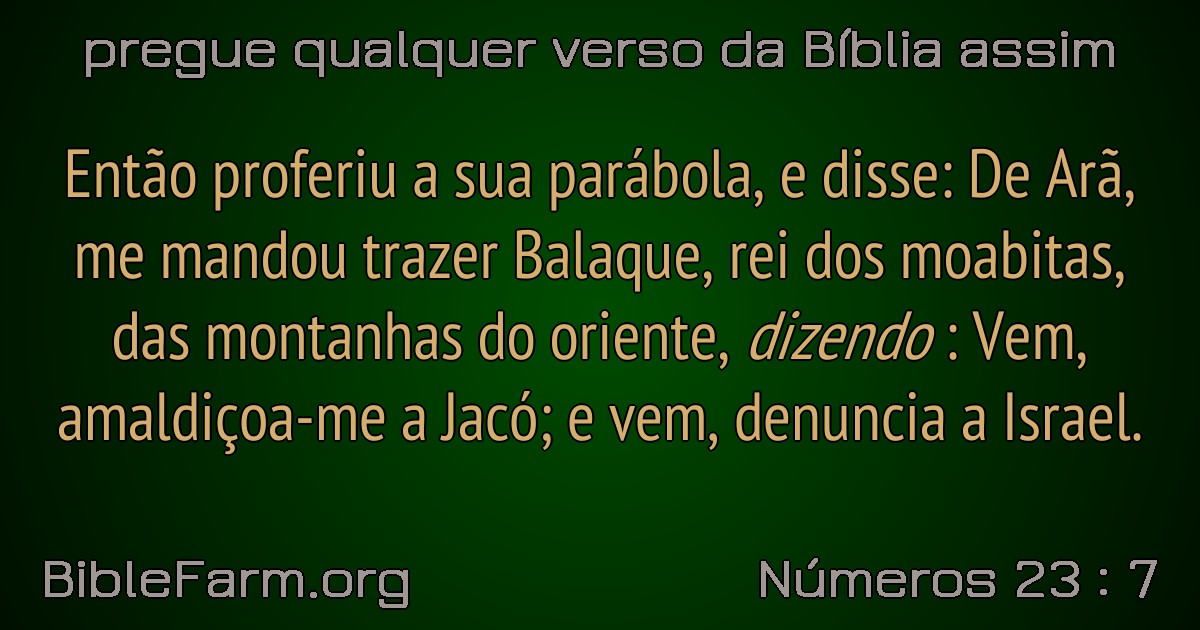 pregue qualquer verso da Bíblia assim
Então proferiu a sua parábola, e disse: De Arã,
me mandou trazer Balaque, rei dos moabitas,
das montanhas do oriente, dizendo : Vem,
amaldiçoa-me a Jacó; e vem, denuncia a Israel.
BibleFarm.org
Números 23 : 7